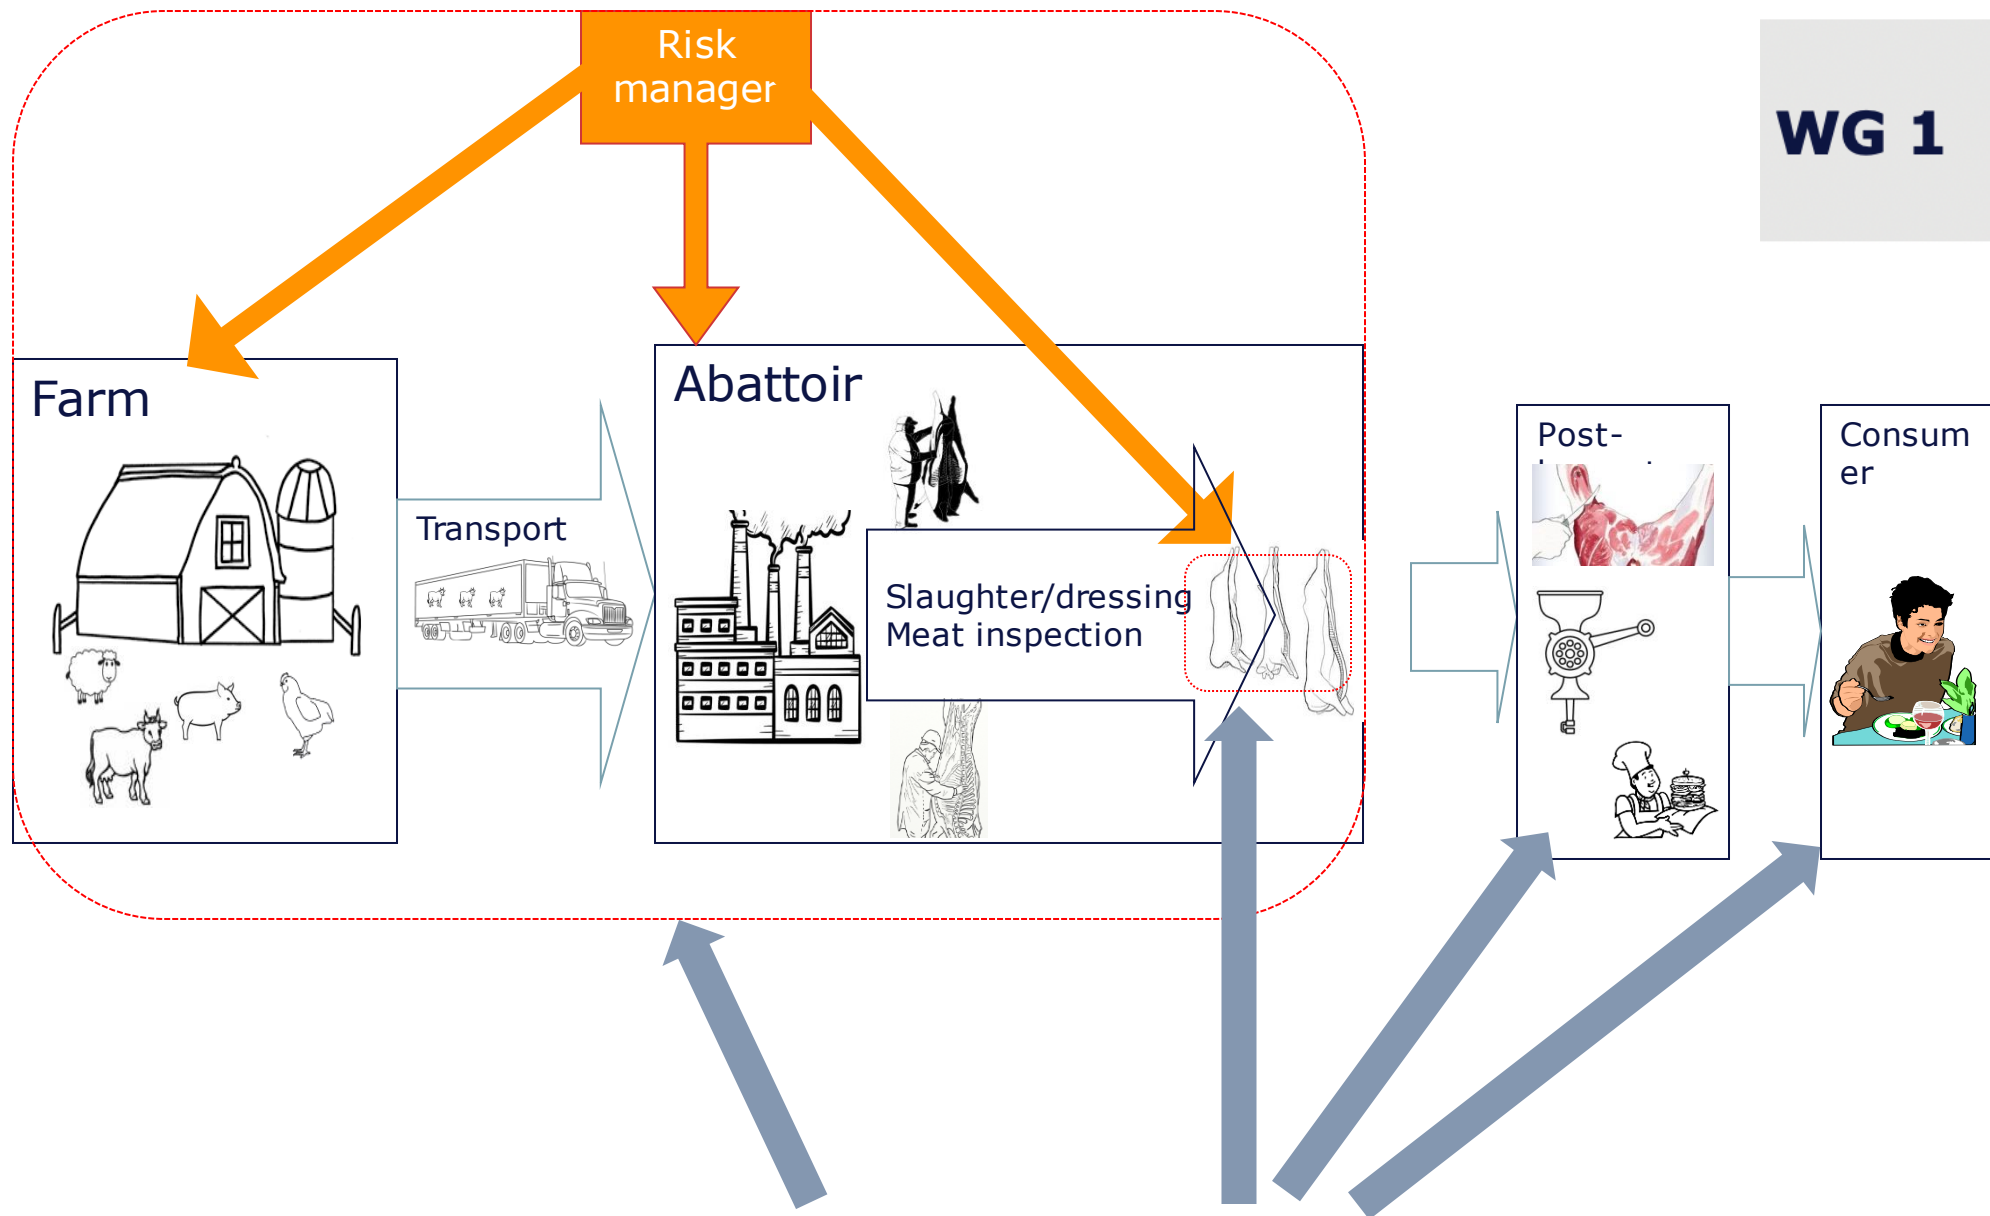 Risk
manager
WG 1
Farm
Abattoir
Transport
Slaughter/dressing
Meat inspection
Post-
Consum
er